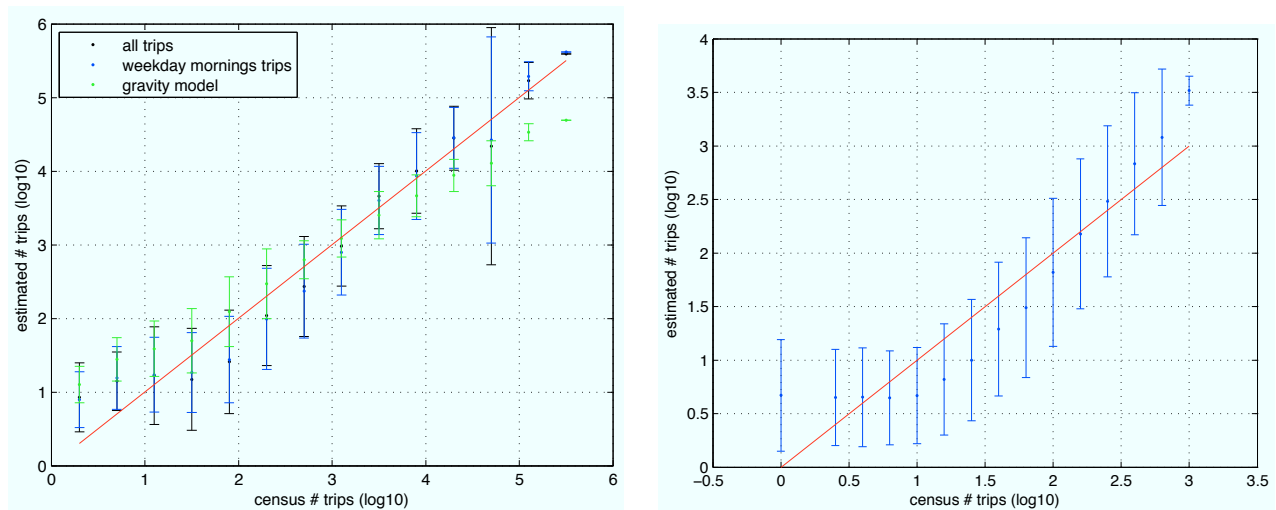 6
5
4
3
2
1
0
estimated # trips (log10)
all trips
weekday mornings trips
gravity model
0 1 2 3 4 5 6
census # trips (log10)
4
3.5
3
2.5
2
1.5
1
0.5
0
estimated # trips (log10)
−0.5 0 0.5 1 1.5 2 2.5 3 3.5
census # trips (log10)